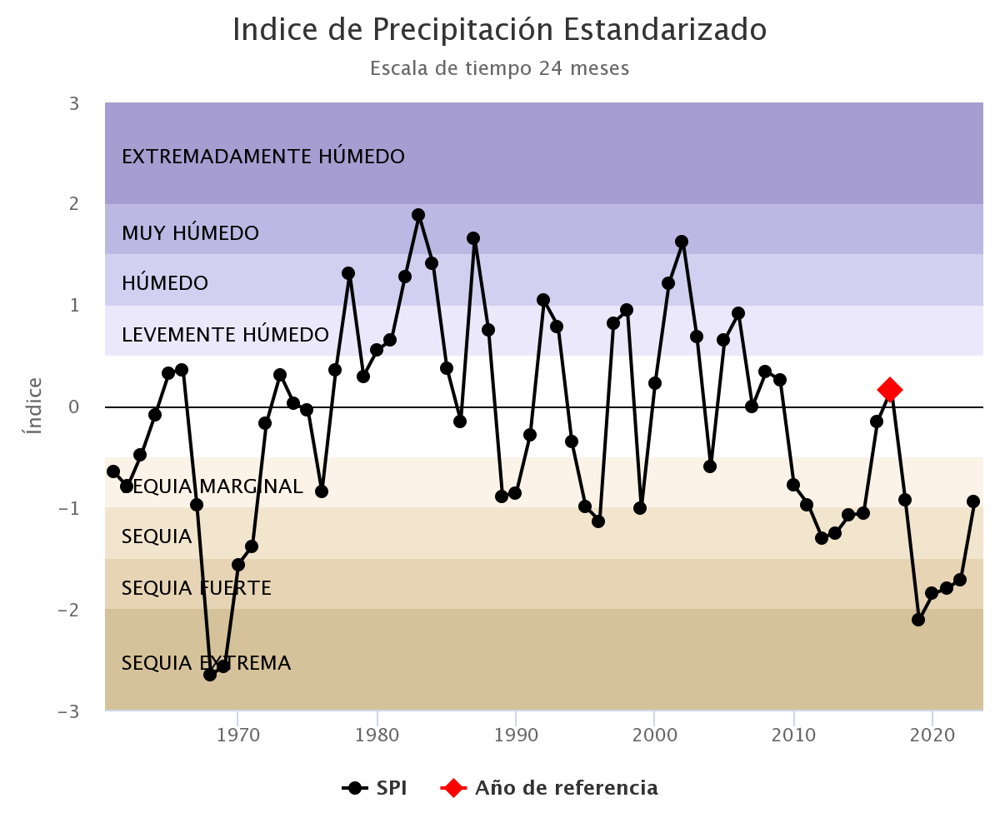 Indice de Precipitación Estandarizado
Escala de tiempo 24 meses
3
EXTREMADAMENTE HÚMEDO
2
MUY HÚMEDO
HÚMEDO
1
LEVEMENTE HÚMEDO
Índice
0
SEQUIA MARGINAL
−1
SEQUIA
SEQUIA FUERTE
−2
SEQUIA EXTREMA
−3
1970 1980 1990 2000 2010 2020
SPI Año de referencia